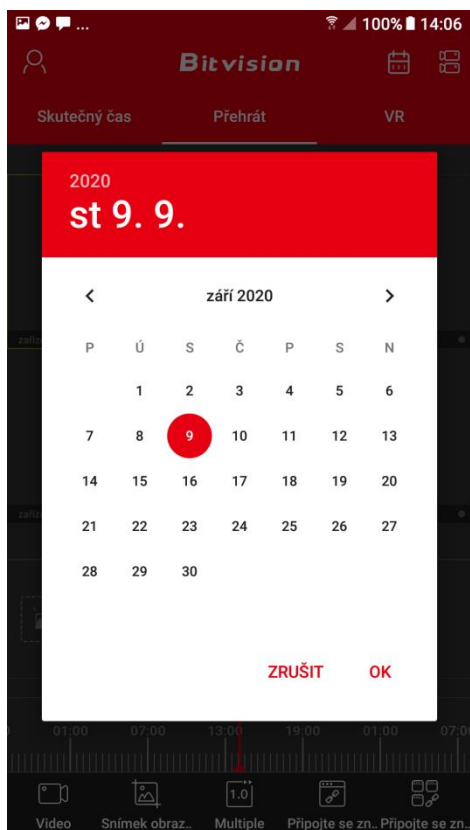 ... 100% 14:06
Bitvision
Skutečný čas Přehrát VR
2020
st 9. 9.
září 2020
P Ú S Č P S N
1 2 3 4 5 6
7 8 9 10 11 12 13
14 15 16 17 18 19 20
21 22 23 24 25 26 27
28 29 30
ZRUŠIT OK
01:00 07:00 13:00 19:00 01:00 07:0
1.0
Video Snímek obraz.. Multiple Připojte se zn.. Připojte se zn..